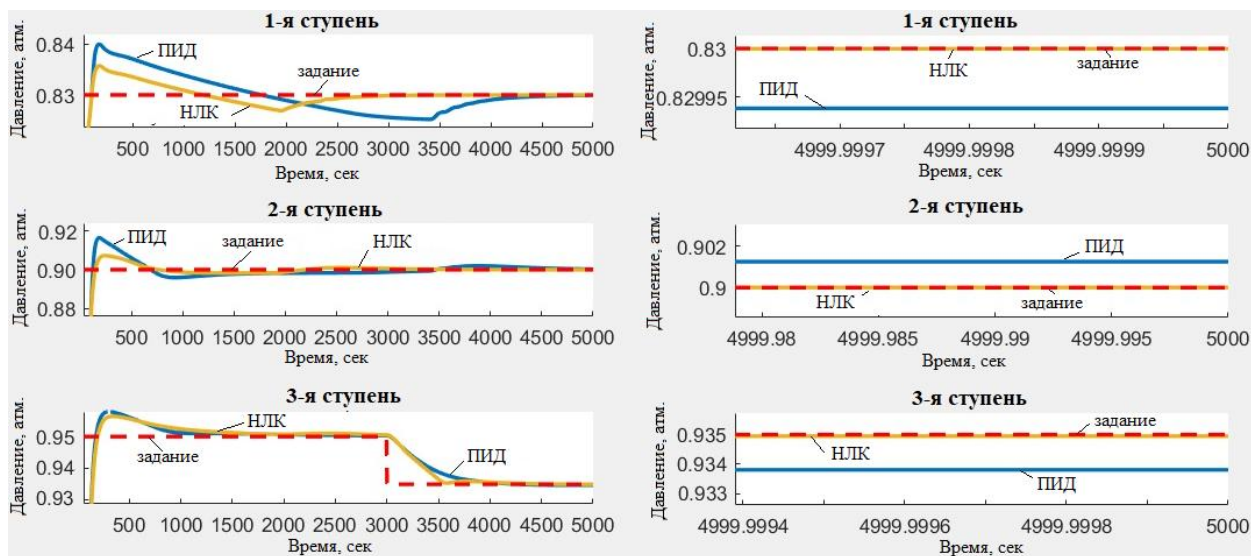 1-я ступень
Давление, атм.
0.84
0.83
ПИД
задание
НЛК
500 1000 1500 2000 2500 3000 3500 4000 4500 5000
Время, сек
1-я ступень
Давление, атм.
0.83
0.82995
НЛК
задание
ПИД
4999.9997 4999.9998 4999.9999 5000
Время, сек
2-я ступень
Давление, атм.
0.92
0.90
0.88
ПИД
задание
НЛК
500 1000 1500 2000 2500 3000 3500 4000 4500 5000
Время, сек
2-я ступень
Давление, атм.
0.902
0.9
ПИД
НЛК
задание
4999.98 4999.985 4999.99 4999.995 5000
Время, сек
3-я ступень
Давление, атм.
0.95
0.94
0.93
НЛК
задание
ПИД
500 1000 1500 2000 2500 3000 3500 4000 4500 5000
Время, сек
3-я ступень
Давление, атм.
0.935
0.934
0.933
задание
НЛК
ПИД
4999.9994 4999.9996 4999.9998 5000
Время, сек